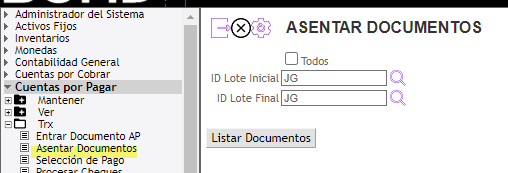 Administrador del Sistema
Activos Fijos
Inventarios
Monedas
Contabilidad General
Cuentas por Cobrar
Cuentas por Pagar
Mantener
Ver
Trx
Entrar Documento AP
Asentar Documentos
Selección de Pago
Procesar Cheques
ASENTAR DOCUMENTOS
Todos
ID Lote Inicial JG
ID Lote Final JG
Listar Documentos